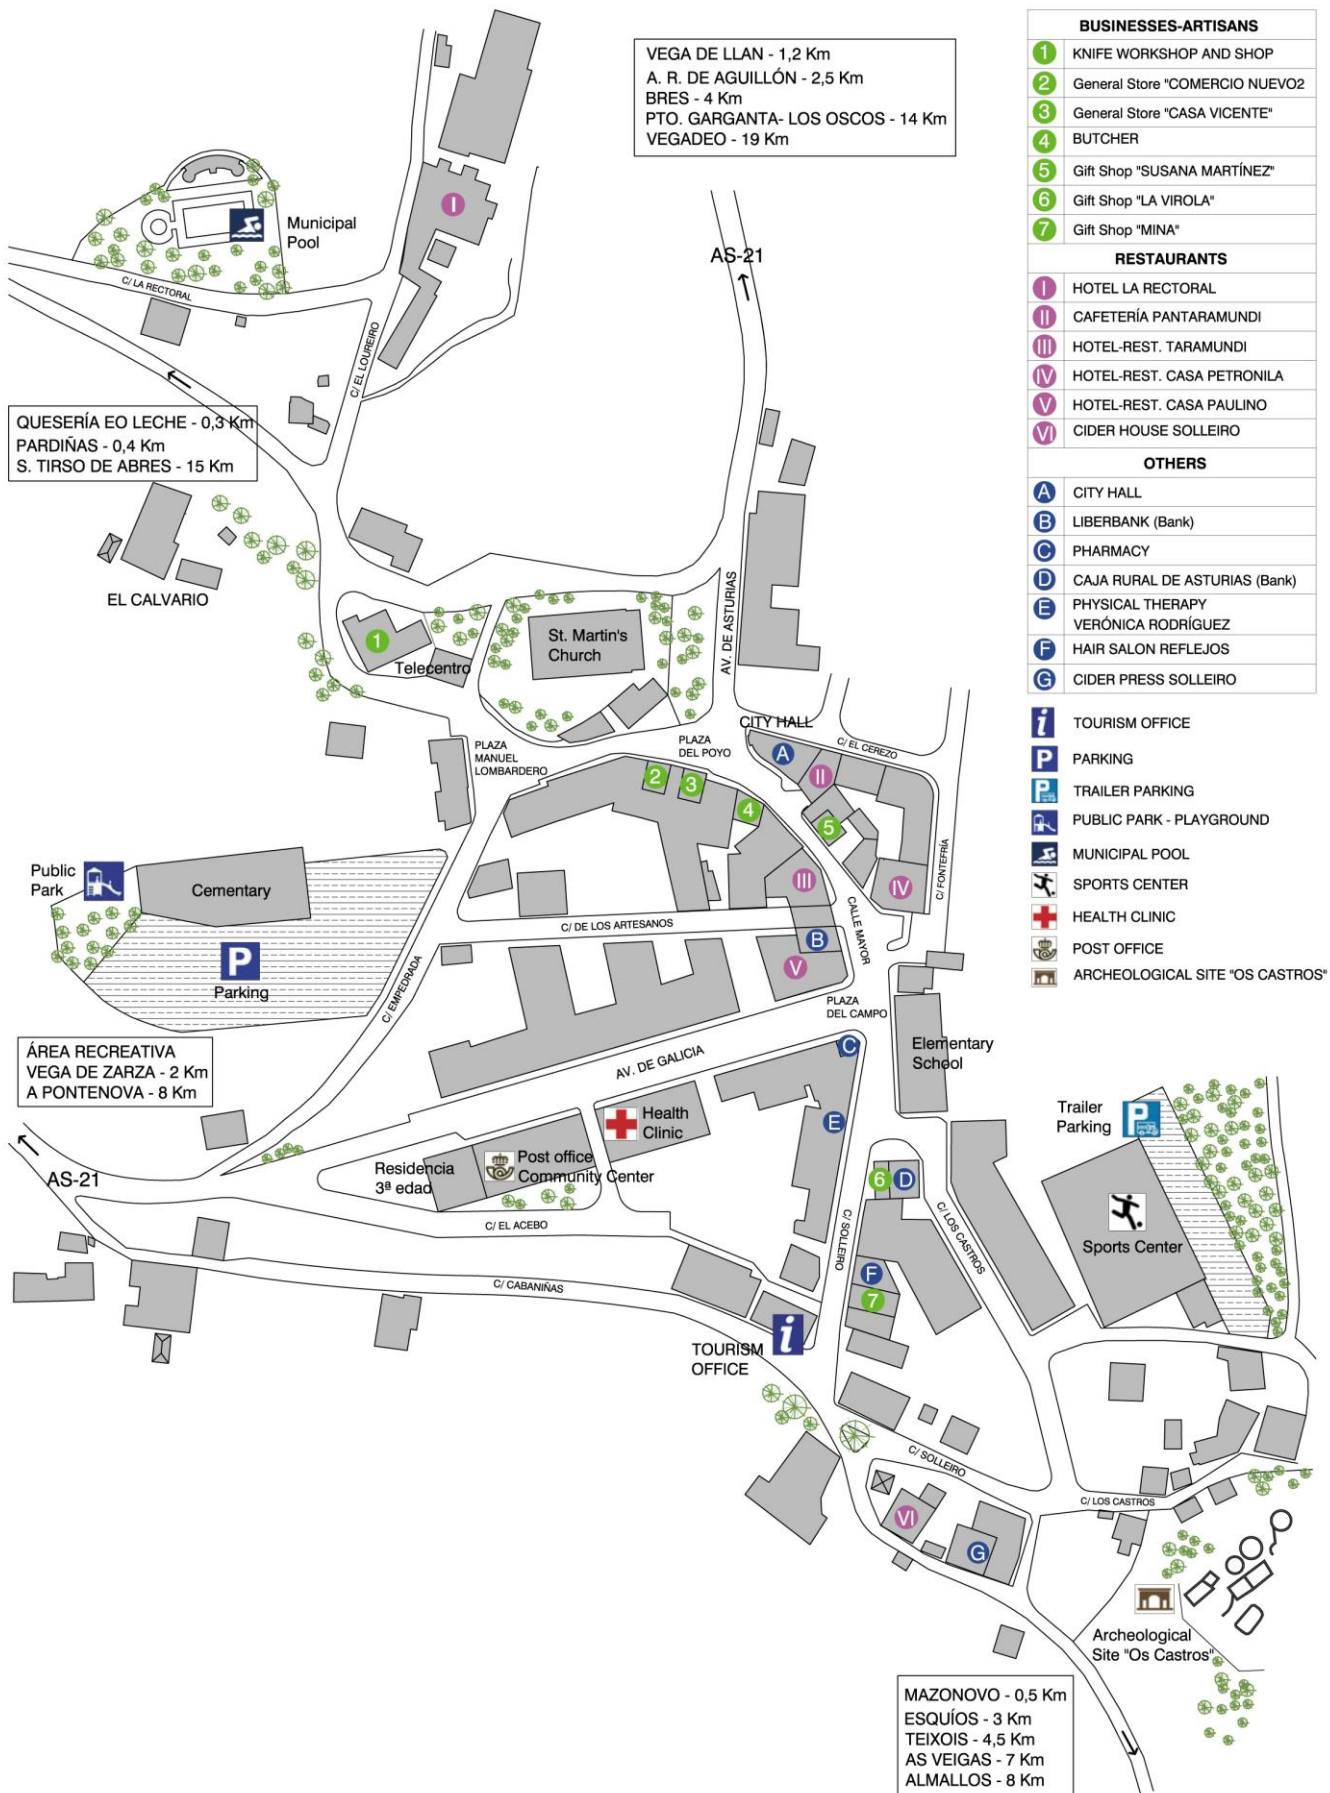 VEGA DE LLAN - 1,2 Km
A. R. DE AGUILLÓN - 2,5 Km
BRES - 4 Km
PTO. GARGANTA- LOS OSCOS - 14 Km
VEGADEO - 19 Km
BUSINESSES-ARTISANS
1 KNIFE WORKSHOP AND SHOP
2 General Store "COMERCIO NUEVO2
3 General Store "CASA VICENTE"
4 BUTCHER
5 Gift Shop "SUSANA MARTÍNEZ"
6 Gift Shop "LA VIROLA"
7 Gift Shop "MINA"
RESTAURANTS
I HOTEL LA RECTORAL
II CAFETERÍA PANTARAMUNDI
III HOTEL-REST. TARAMUNDI
IV HOTEL-REST. CASA PETRONILA
V HOTEL-REST. CASA PAULINO
VI CIDER HOUSE SOLLEIRO
OTHERS
A CITY HALL
B LIBERBANK (Bank)
C PHARMACY
D CAJA RURAL DE ASTURIAS (Bank)
E PHYSICAL THERAPY
VERÓNICA RODRÍGUEZ
F HAIR SALON REFLEJOS
G CIDER PRESS SOLLEIRO
i TOURISM OFFICE
P PARKING
P TRAILER PARKING
PUBLIC PARK - PLAYGROUND
MUNICIPAL POOL
SPORTS CENTER
HEALTH CLINIC
POST OFFICE
ARCHEOLOGICAL SITE "OS CASTROS"
I
Municipal
Pool
C/ LA RECTORAL
C/ EL LOUREIRO
AS-21
QUESERÍA EO LECHE - 0,3 Km
PARDIÑAS - 0,4 Km
S. TIRSO DE ABRES - 15 Km
EL CALVARIO
1
Telecentro
St. Martin's
Church
AV. DE ASTURIAS
CITY HALL
A
C/ EL CEREZO
PLAZA
MANUEL
LOMBARDERO
PLAZA
DEL POYO
2
3
4
II
5
III
IV
C/ FONTEFRÍA
Public
Park
Cementary
P
Parking
C/ EMPEDRADA
C/ DE LOS ARTESANOS
CALLE MAYOR
B
V
PLAZA
DEL CAMPO
ÁREA RECREATIVA
VEGA DE ZARZA - 2 Km
A PONTENOVA - 8 Km
AV. DE GALICIA
C
Elementary
School
E
Health
Clinic
Trailer
Parking
P
AS-21
Residencia
3ª edad
Post office
Community Center
6
D
C/ EL ACEBO
C/ SOLLEIRO
C/ LOS CASTROS
Sports Center
C/ CABANIÑAS
F
7
i
TOURISM
OFFICE
C/ SOLLEIRO
C/ LOS CASTROS
VI
G
Archeological
Site "Os Castros"
MAZONOVO - 0,5 Km
ESQUÍOS - 3 Km
TEIXOIS - 4,5 Km
AS VEIGAS - 7 Km
ALMALLOS - 8 Km